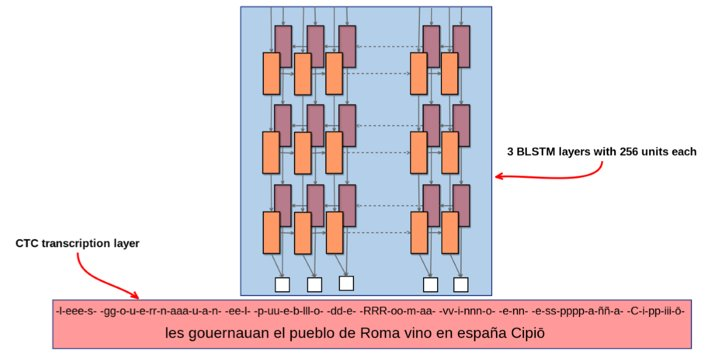 3 BLSTM layers with 256 units each
CTC transcription layer
-l-eee-s- -gg-o-u-e-rr-n-aaa-u-a-n- -ee-l- -p-uu-e-b-lll-o- -dd-e- -RRR-oo-m-aa- -vv-i-nnn-o- -e-nn- -e-ss-pppp-a-ññ-a- -C-i-pp-iii-ō-
les gouernauan el pueblo de Roma vino en españa Cipiō